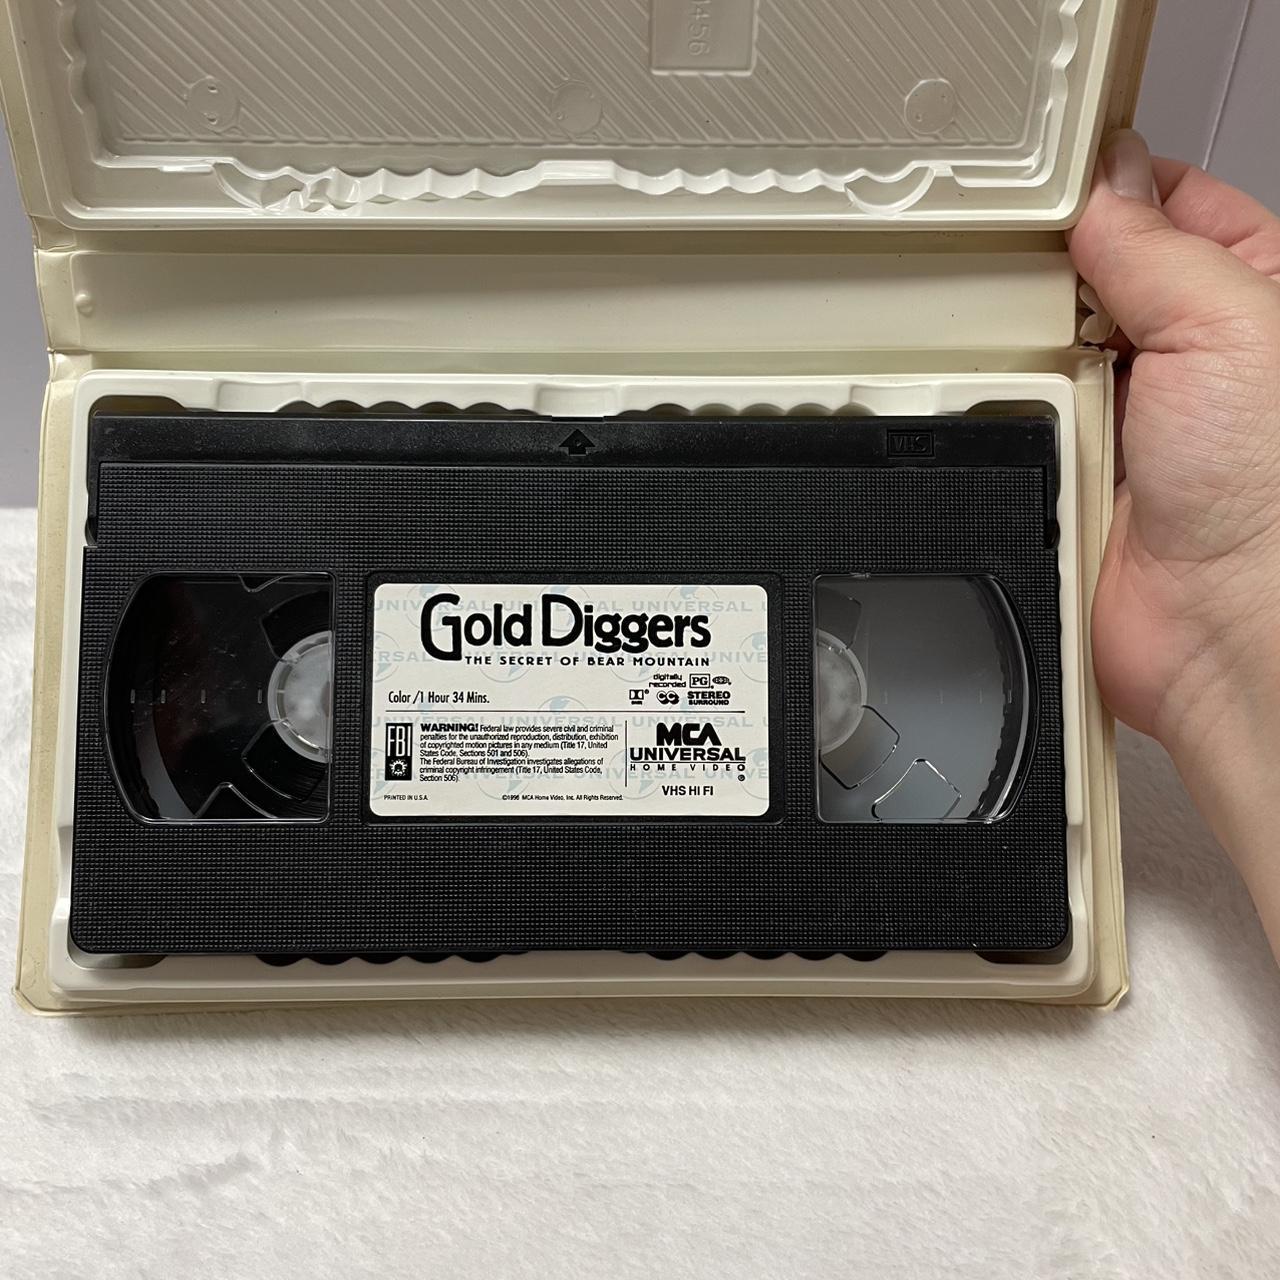 VHS
Gold Diggers
THE SECRET OF BEAR MOUNTAIN
digitally
recorded PG
Color /1 Hour 34 Mins.
CC STEREO
SURROUND
FBI
WARNING! Federal law provides severe civil and criminal
penalties for the unauthorized reproduction, distribution, exhibition
of copyrighted motion pictures in any medium (Title 17, United
States Code, Sections 501 and 506).
The Federal Bureau of Investigation investigates allegations of
criminal copyright infringement (Title 17, United States Code,
Section 506).
MCA
UNIVERSAL
HOME VIDEO
®
VHS HI FI
PRINTED IN U.S.A.
©1996 MCA Home Video, Inc. All Rights Reserved.